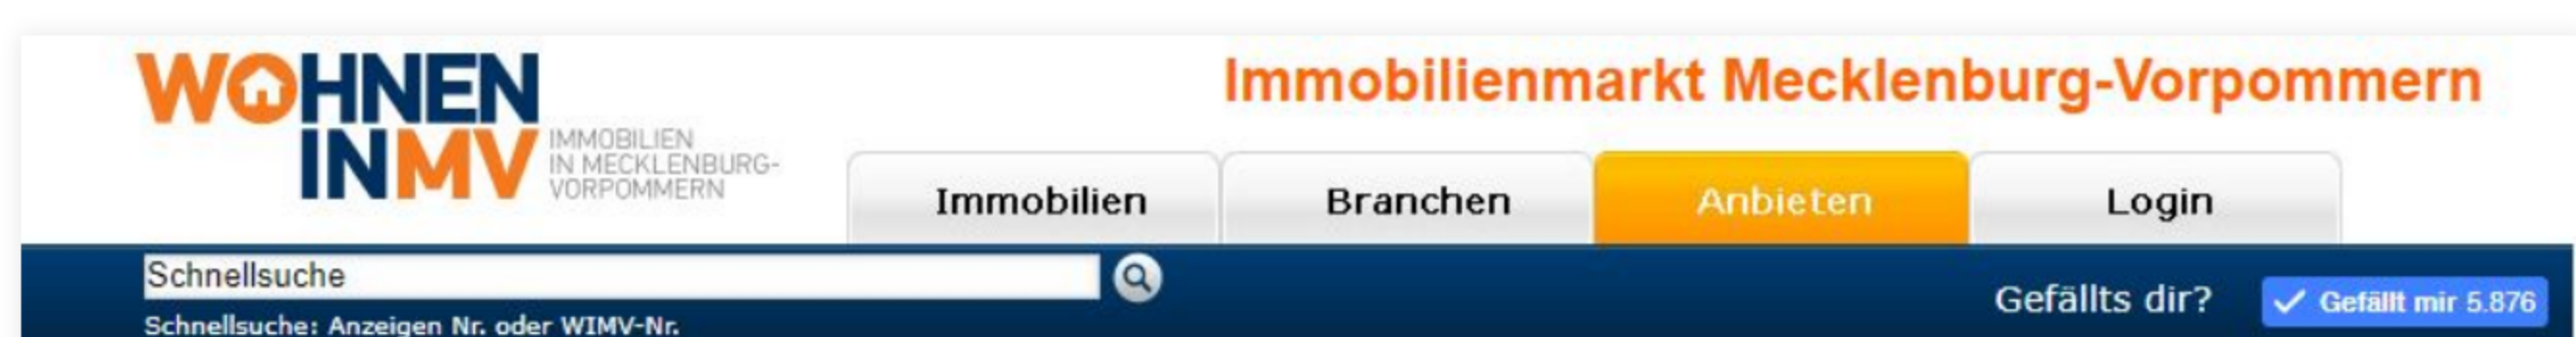 WOHNEN
INMV
IMMOBILIEN
IN MECKLENBURG-
VORPOMMERN
Immobilienmarkt Mecklenburg-Vorpommern
Immobilien Branchen Anbieten Login
Schnellsuche
Schnellsuche: Anzeigen Nr. oder WIMV-Nr.
Gefällts dir? Gefällt mir 5.876